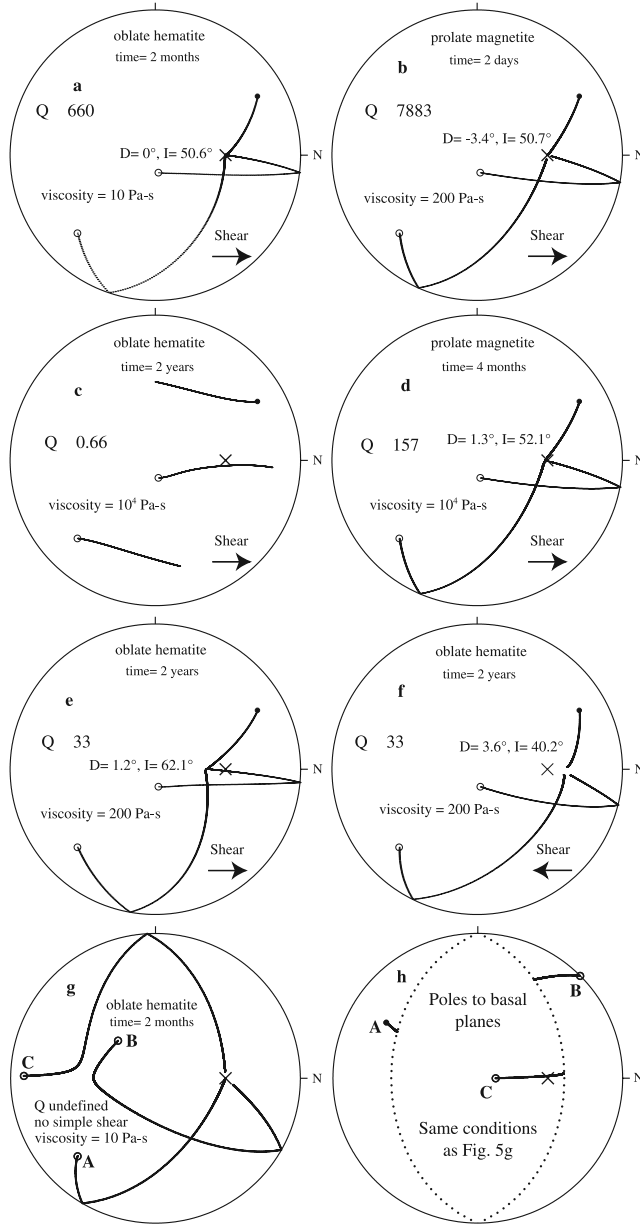 oblate hematite
time= 2 months
a
Q 660
D= 0°, I= 50.6°
N
viscosity = 10 Pa-s
Shear
prolate magnetite
time= 2 days
b
Q 7883
D= -3.4°, I= 50.7°
N
viscosity = 200 Pa-s
Shear
oblate hematite
time= 2 years
c
Q 0.66
N
viscosity = 10⁴ Pa-s
Shear
prolate magnetite
time= 4 months
d
Q 157
D= 1.3°, I= 52.1°
N
viscosity = 10⁴ Pa-s
Shear
oblate hematite
time= 2 years
e
Q 33
D= 1.2°, I= 62.1°
N
viscosity = 200 Pa-s
Shear
oblate hematite
time= 2 years
f
Q 33
D= 3.6°, I= 40.2°
N
viscosity = 200 Pa-s
Shear
g
oblate hematite
time= 2 months
B
C
N
Q undefined
no simple shear
viscosity = 10 Pa-s
A
h
Poles to basal
planes
B
A
C
N
Same conditions
as Fig. 5g